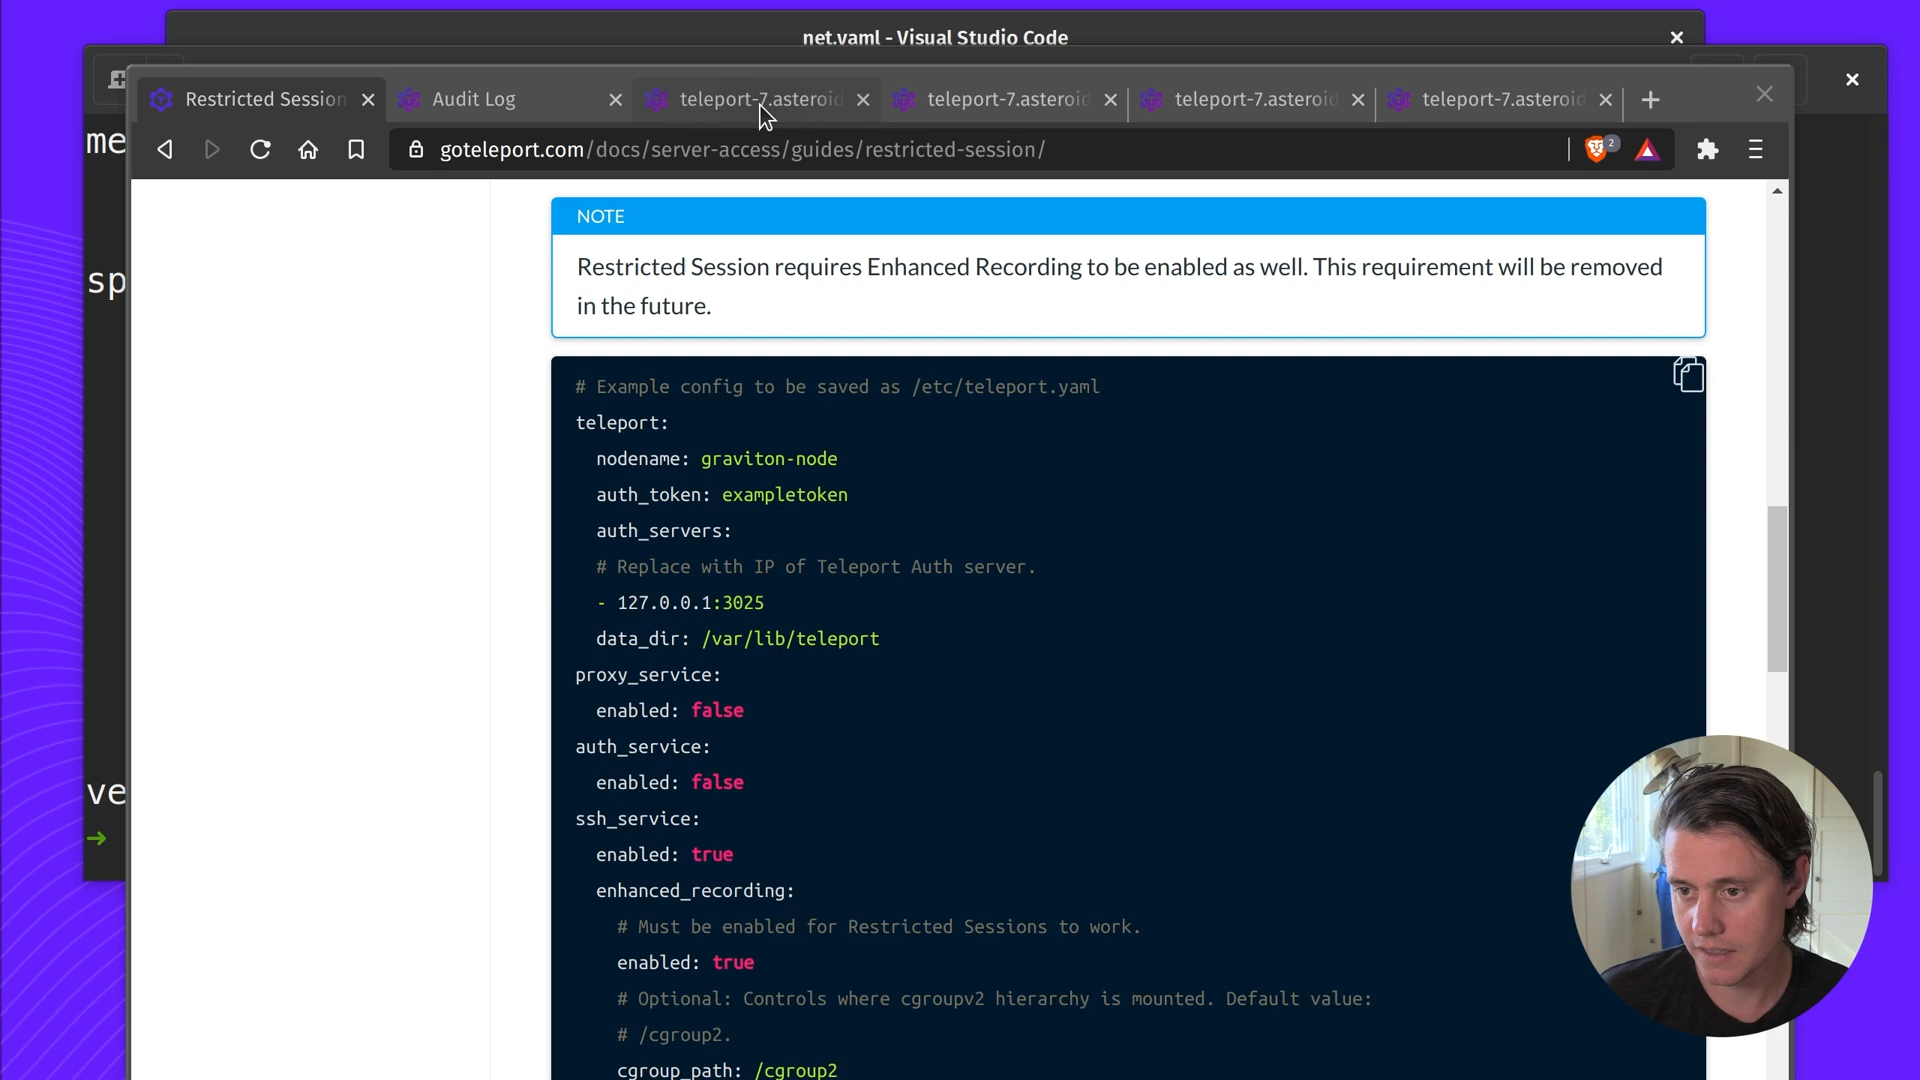 net.yaml - Visual Studio Code
Restricted Session
Audit Log
teleport-7.asteroid
teleport-7.asteroid
teleport-7.asteroid
teleport-7.asteroid
goteleport.com/docs/server-access/guides/restricted-session/
2
me
sp
ve
➜
NOTE
Restricted Session requires Enhanced Recording to be enabled as well. This requirement will be removed
in the future.
# Example config to be saved as /etc/teleport.yaml
teleport:
nodename: graviton-node
auth_token: exampletoken
auth_servers:
# Replace with IP of Teleport Auth server.
- 127.0.0.1:3025
data_dir: /var/lib/teleport
proxy_service:
enabled: false
auth_service:
enabled: false
ssh_service:
enabled: true
enhanced_recording:
# Must be enabled for Restricted Sessions to work.
enabled: true
# Optional: Controls where cgroupv2 hierarchy is mounted. Default value:
# /cgroup2.
cgroup_path: /cgroup2